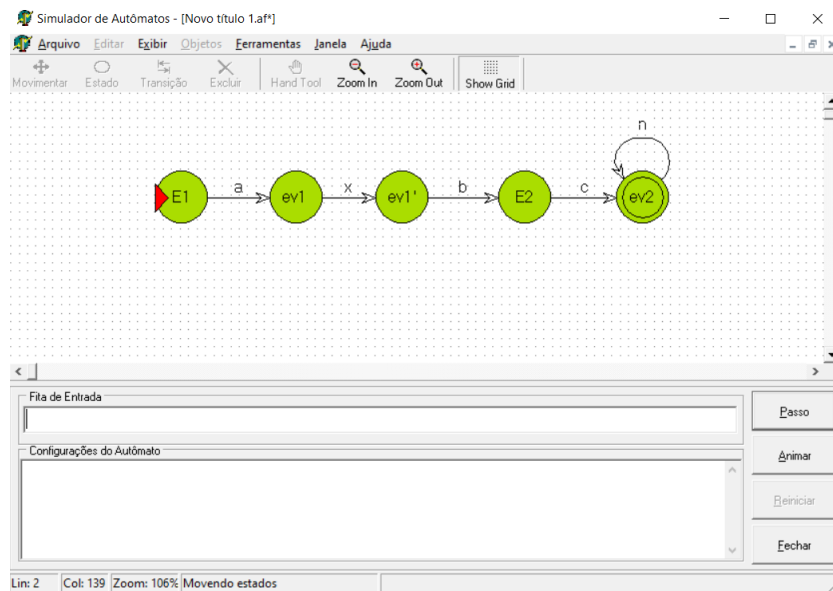 Simulador de Autômatos - [Novo título 1.af*]
Arquivo Editar Exibir Objetos Ferramentas Janela Ajuda
Movimentar Estado Transição Excluir Hand Tool Zoom In Zoom Out Show Grid
n
E1 a ev1 x ev1' b E2 c ev2
Fita de Entrada
Passo
Configurações do Autômato
Animar
Reiniciar
Fechar
Lin: 2 Col: 139 Zoom: 106% Movendo estados